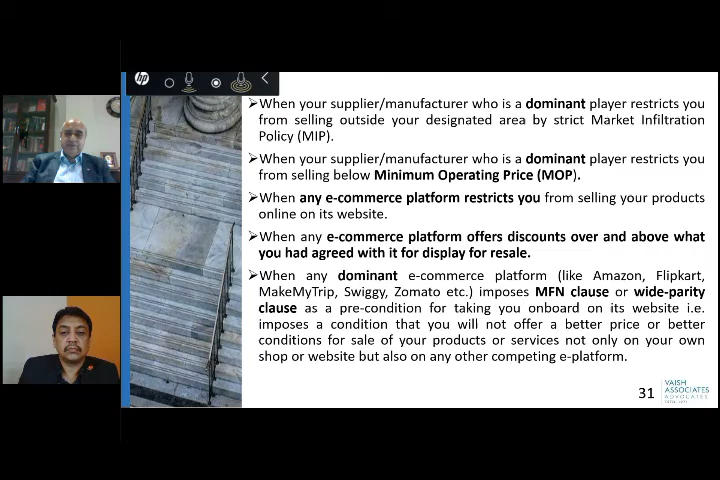 hp
➢When your supplier/manufacturer who is a dominant player restricts you
from selling outside your designated area by strict Market Infiltration
Policy (MIP).
➢When your supplier/manufacturer who is a dominant player restricts you
from selling below Minimum Operating Price (MOP).
➢When any e-commerce platform restricts you from selling your products
online on its website.
➢When any e-commerce platform offers discounts over and above what
you had agreed with it for display for resale.
➢When any dominant e-commerce platform (like Amazon, Flipkart,
MakeMyTrip, Swiggy, Zomato etc.) imposes MFN clause or wide-parity
clause as a pre-condition for taking you onboard on its website i.e.
imposes a condition that you will not offer a better price or better
conditions for sale of your products or services not only on your own
shop or website but also on any other competing e-platform.
31
VAISH
ASSOCIATES
ADVOCATES